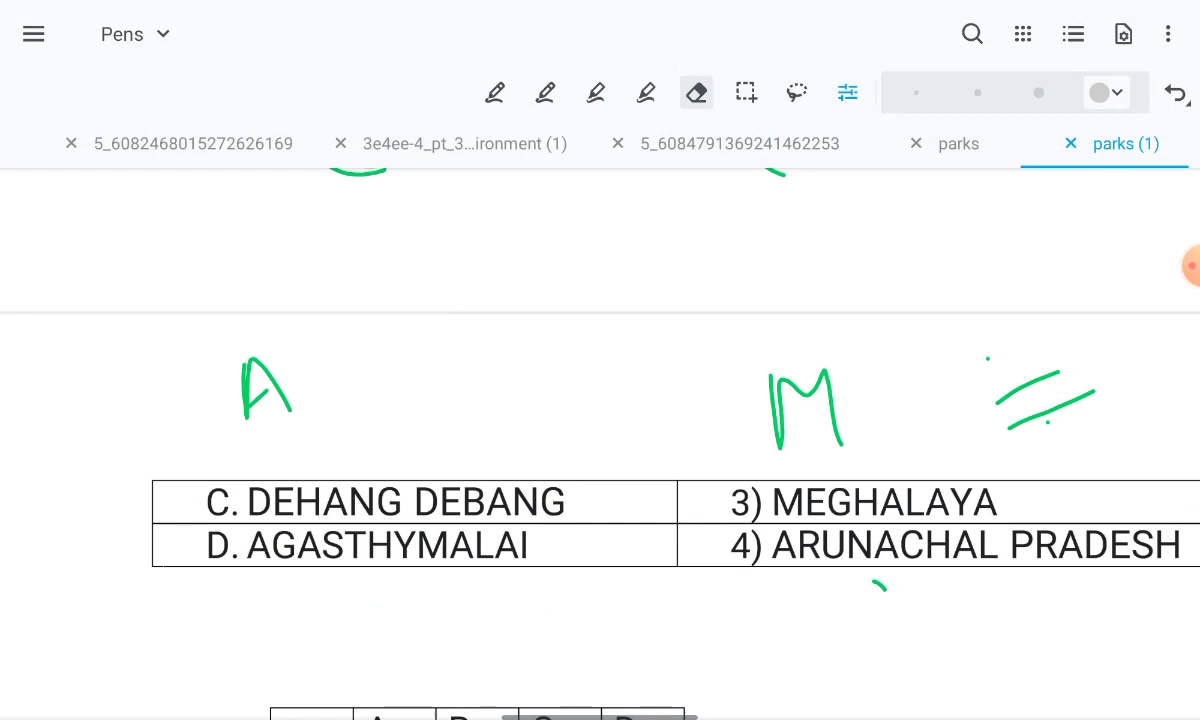 Pens
5_6082468015272626169 3e4ee-4_pt_3...ironment (1) 5_6084791369241462253 parks parks (1)
A M
C. DEHANG DEBANG 3) MEGHALAYA
D. AGASTHYMALAI 4) ARUNACHAL PRADESH